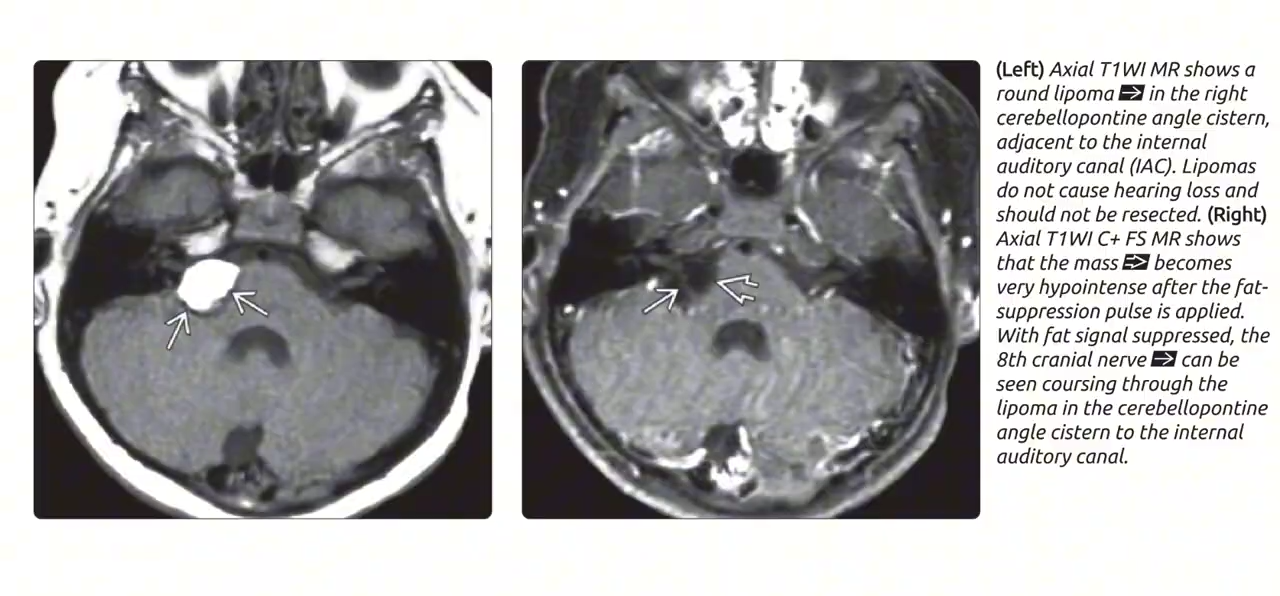 (Left) Axial T1WI MR shows a
round lipoma in the right
cerebellopontine angle cistern,
adjacent to the internal
auditory canal (IAC). Lipomas
do not cause hearing loss and
should not be resected. (Right)
Axial T1WI C+ FS MR shows
that the mass becomes
very hypointense after the fat-
suppression pulse is applied.
With fat signal suppressed, the
8th cranial nerve can be
seen coursing through the
lipoma in the cerebellopontine
angle cistern to the internal
auditory canal.